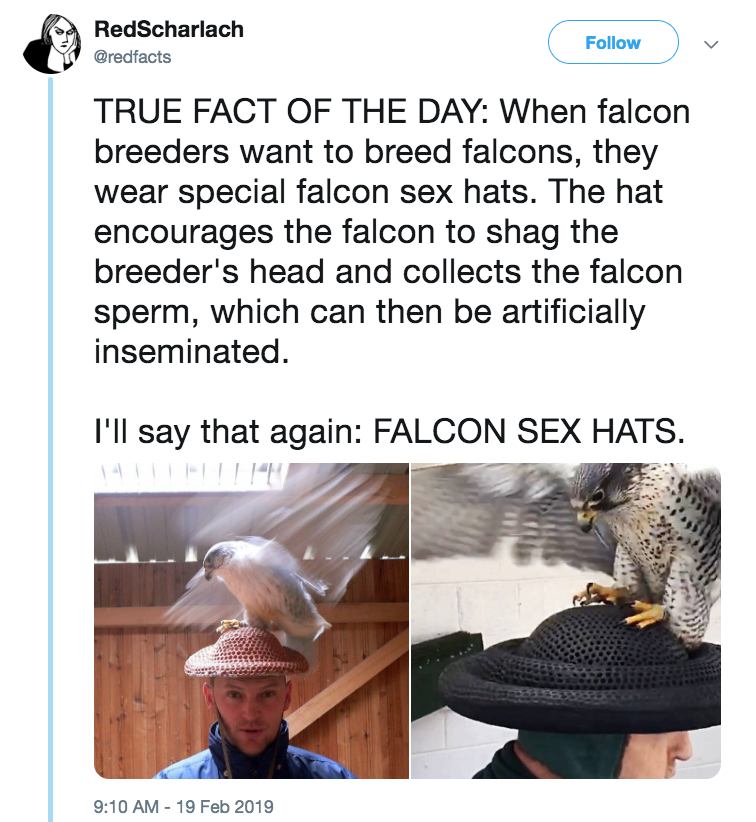 RedScharlach
@redfacts
Follow
TRUE FACT OF THE DAY: When falcon
breeders want to breed falcons, they
wear special falcon sex hats. The hat
encourages the falcon to shag the
breeder's head and collects the falcon
sperm, which can then be artificially
inseminated.
I'll say that again: FALCON SEX HATS.
9:10 AM - 19 Feb 2019